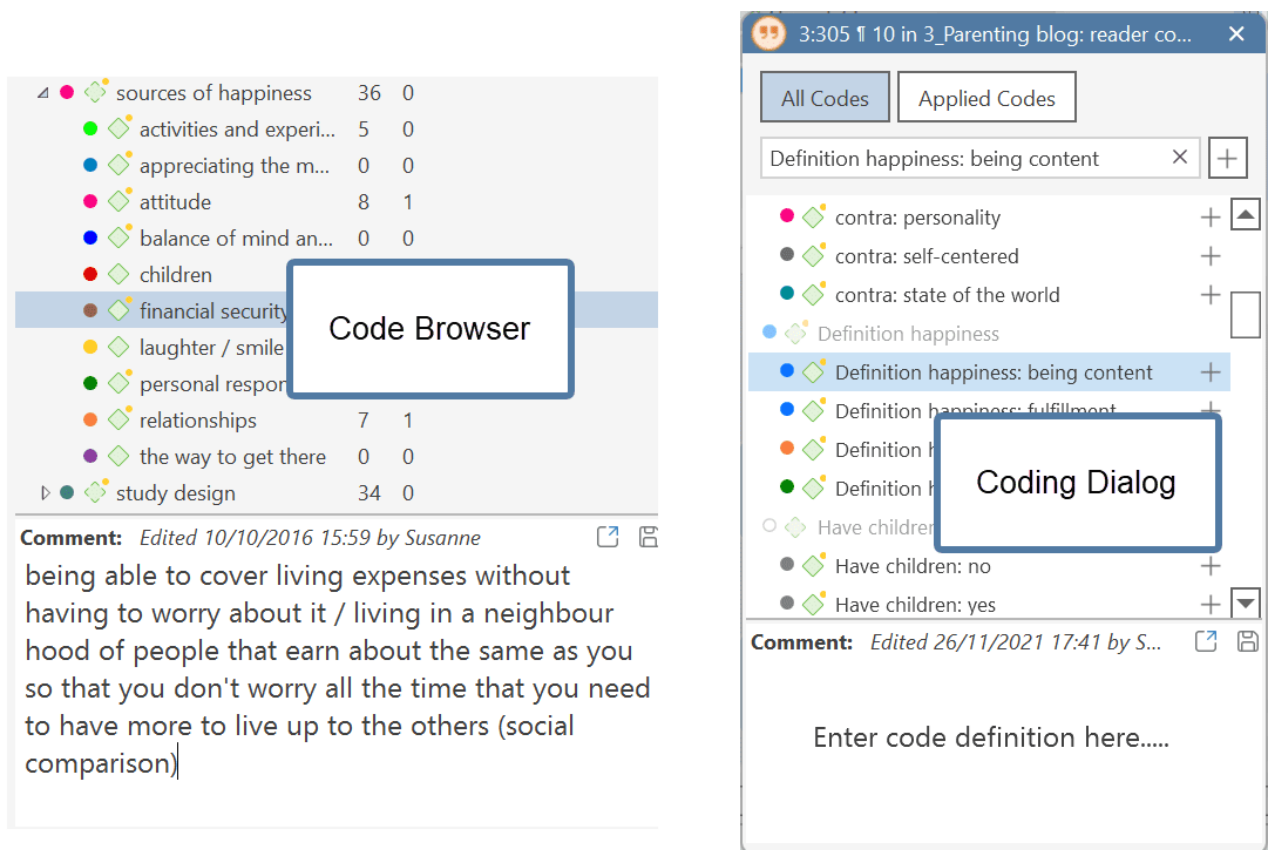 sources of happiness 36 0
activities and experi... 5 0
appreciating the m... 0 0
attitude 8 1
balance of mind an... 0 0
children
financial security
laughter / smile
personal respor
relationships 7 1
the way to get there 0 0
study design 34 0
Code Browser
Comment: Edited 10/10/2016 15:59 by Susanne
being able to cover living expenses without
having to worry about it / living in a neighbour
hood of people that earn about the same as you
so that you don't worry all the time that you need
to have more to live up to the others (social
comparison)
3:305 ¶ 10 in 3_Parenting blog: reader co...
All Codes Applied Codes
Definition happiness: being content
contra: personality
contra: self-centered
contra: state of the world
Definition happiness
Definition happiness: being content
Definition happiness: fulfillment
Definition h
Definition h
Have children
Have children: no
Have children: yes
Coding Dialog
Comment: Edited 26/11/2021 17:41 by S...
Enter code definition here.....